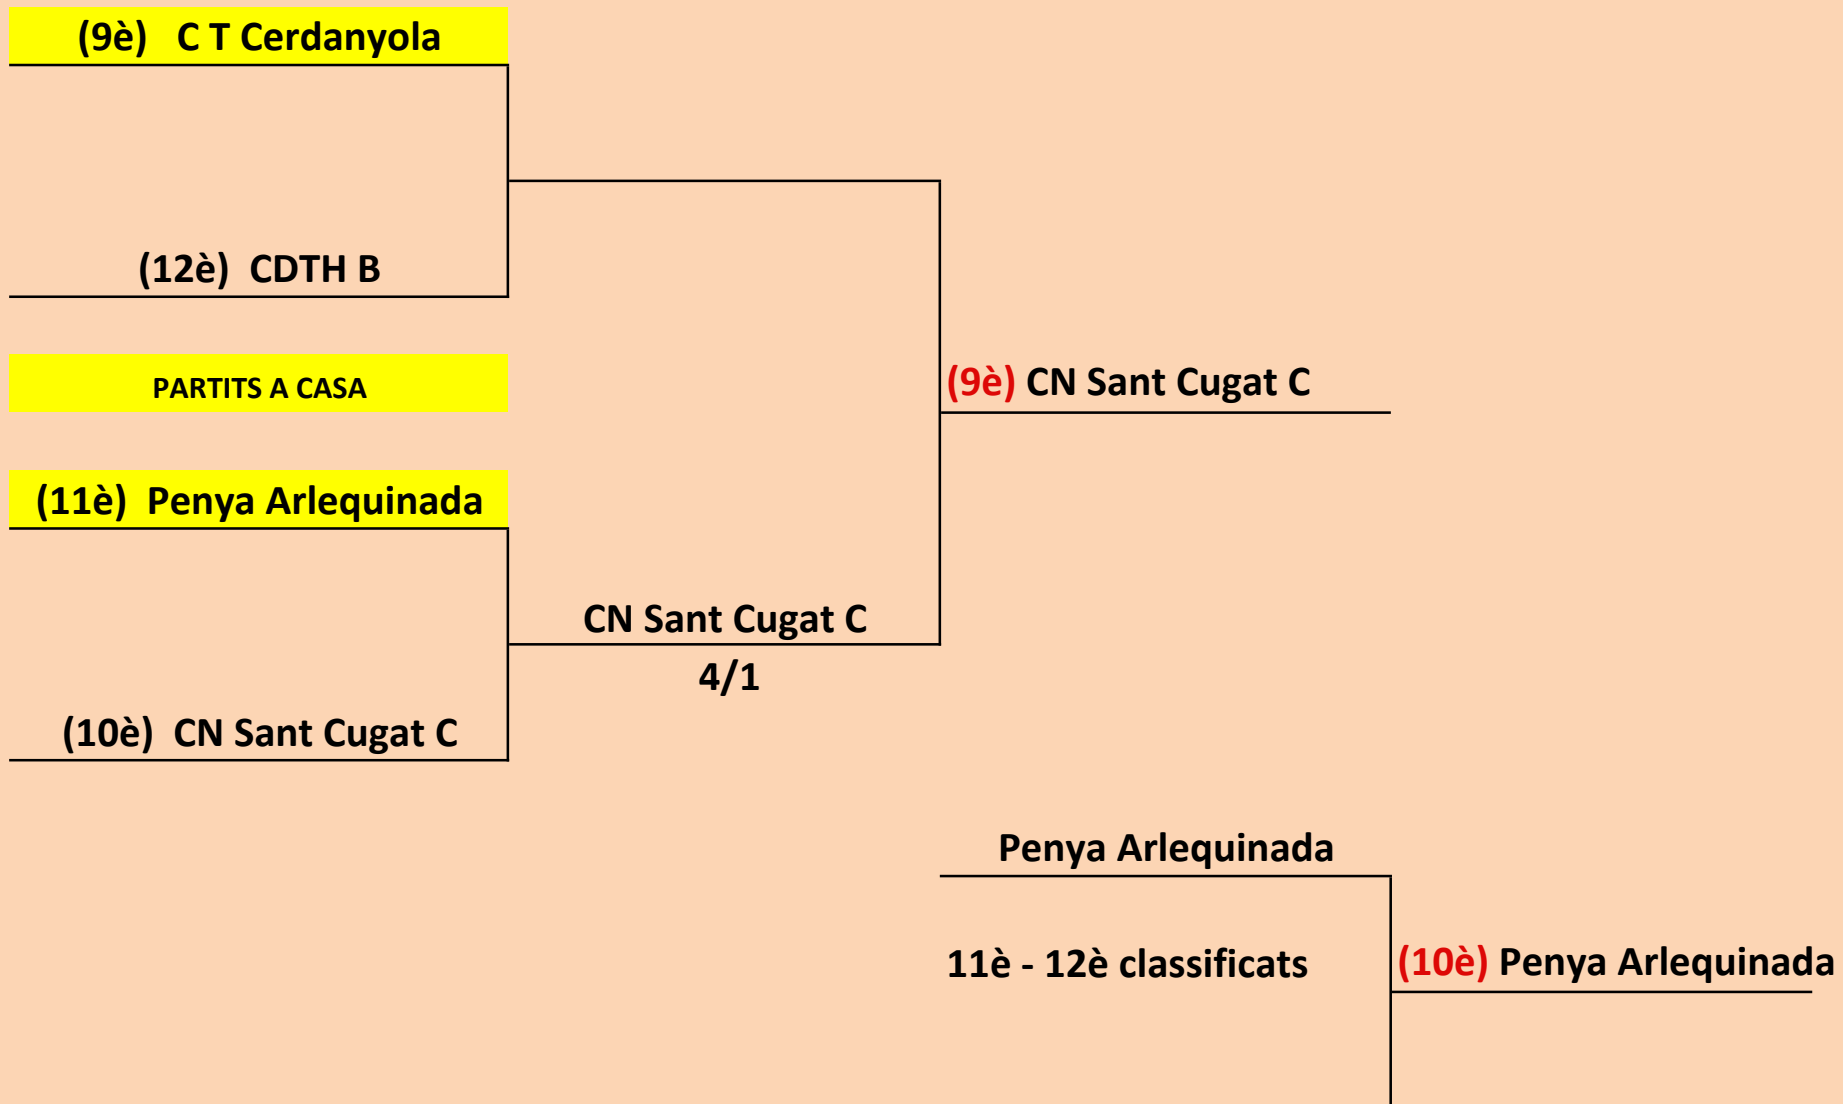 (9è) C T Cerdanyola
(12è) CDTH B
PARTITS A CASA
(9è) CN Sant Cugat C
(11è) Penya Arlequinada
CN Sant Cugat C
4/1
(10è) CN Sant Cugat C
Penya Arlequinada
11è - 12è classificats
(10è) Penya Arlequinada